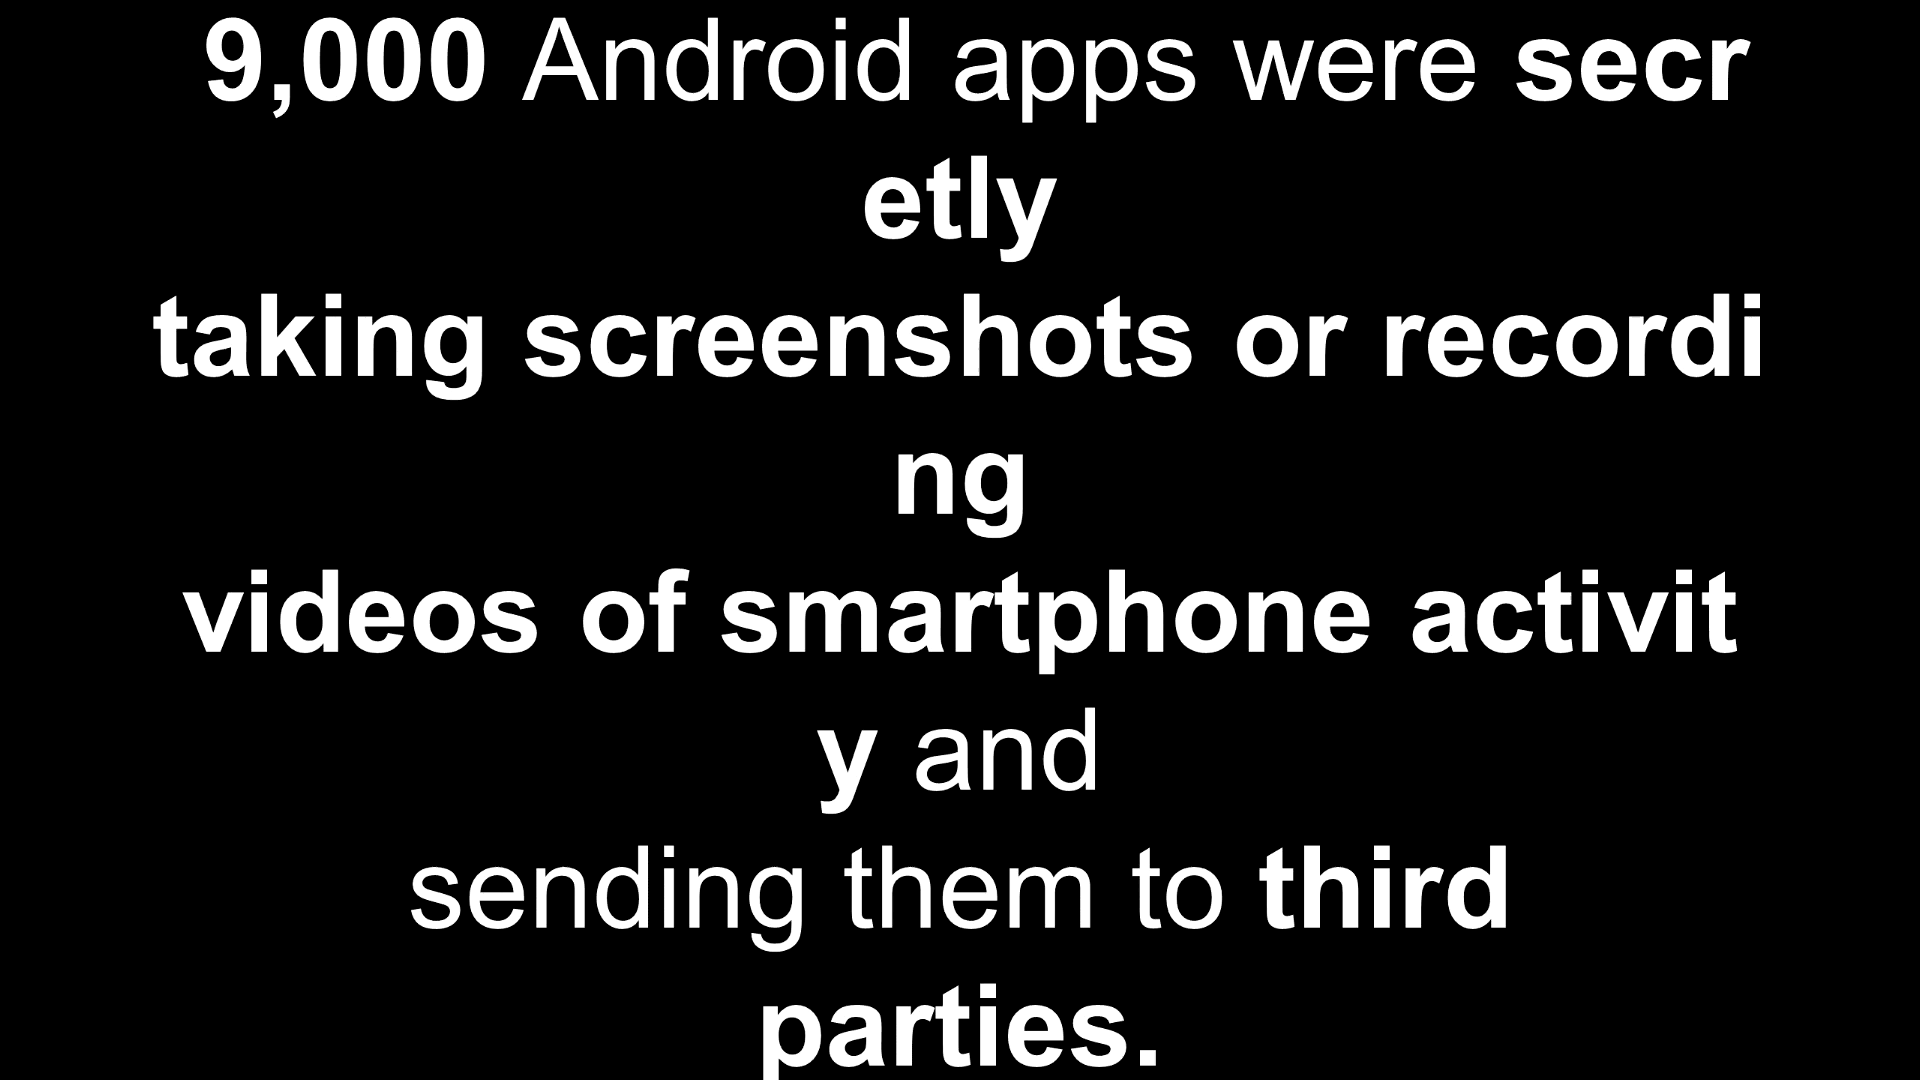 9,000 Android apps were secr
etly
taking screenshots or recordi
ng
videos of smartphone activit
y and
sending them to third
parties.